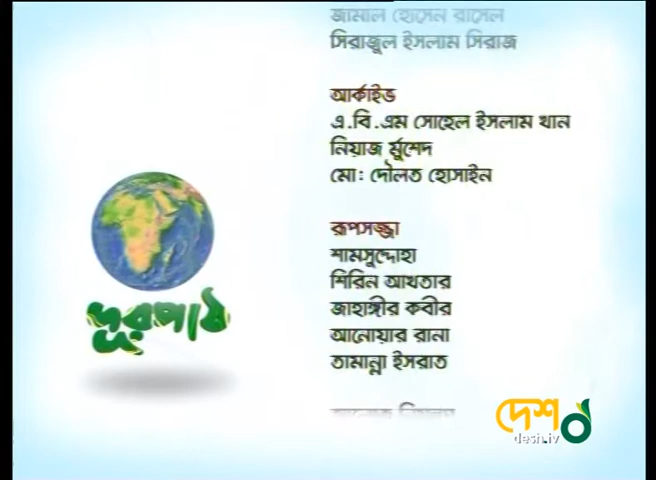 জামাল হোসেন রাসেল
সিরাজুল ইসলাম সিরাজ
আর্কাইভ
এ.বি.এম সোহেল ইসলাম খান
নিয়াজ র্মুশেদ
মো: দৌলত হোসাইন
রূপসজ্জা
শামসুদ্দোহা
শিরিন আখতার
জাহাঙ্গীর কবীর
আনোয়ার রানা
তামান্না ইসরাত
দূরপাঠ
দেশ
desh.tv